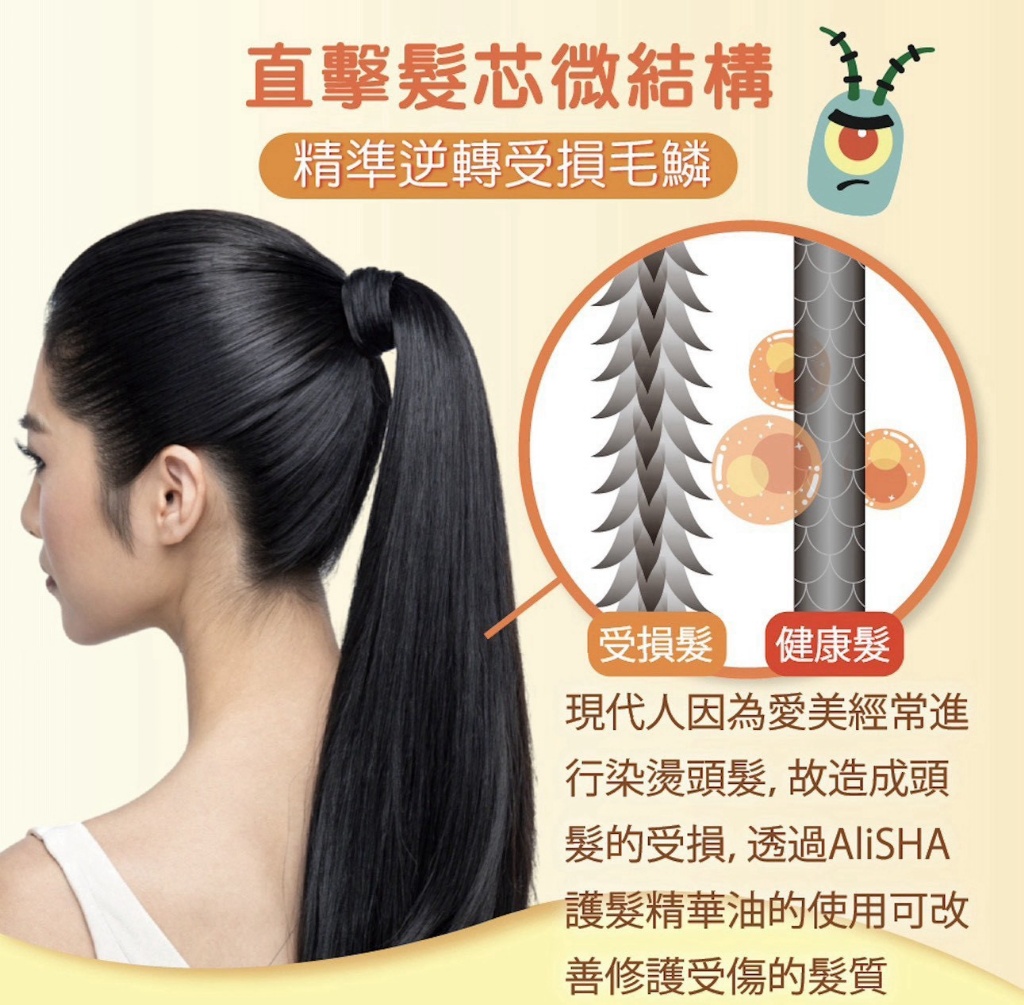 直擊髮芯微結構
精準逆轉受損毛鱗
受損髮
健康髮
現代人因為愛美經常進
行染燙頭髮, 故造成頭
髮的受損, 透過AliSHA
護髮精華油的使用可改
善修護受傷的髮質